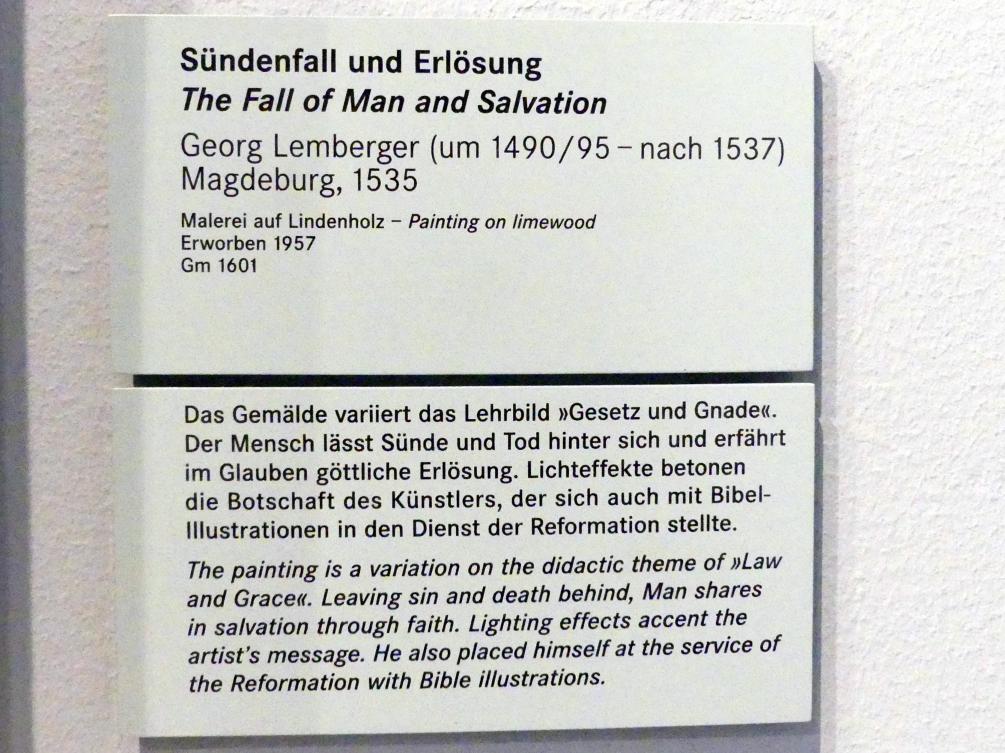 Sündenfall und Erlösung
The Fall of Man and Salvation
Georg Lemberger (um 1490/95 – nach 1537)
Magdeburg, 1535
Malerei auf Lindenholz – Painting on limewood
Erworben 1957
Gm 1601
Das Gemälde variiert das Lehrbild »Gesetz und Gnade«.
Der Mensch lässt Sünde und Tod hinter sich und erfährt
im Glauben göttliche Erlösung. Lichteffekte betonen
die Botschaft des Künstlers, der sich auch mit Bibel-
Illustrationen in den Dienst der Reformation stellte.
The painting is a variation on the didactic theme of »Law
and Grace«. Leaving sin and death behind, Man shares
in salvation through faith. Lighting effects accent the
artist's message. He also placed himself at the service of
the Reformation with Bible illustrations.